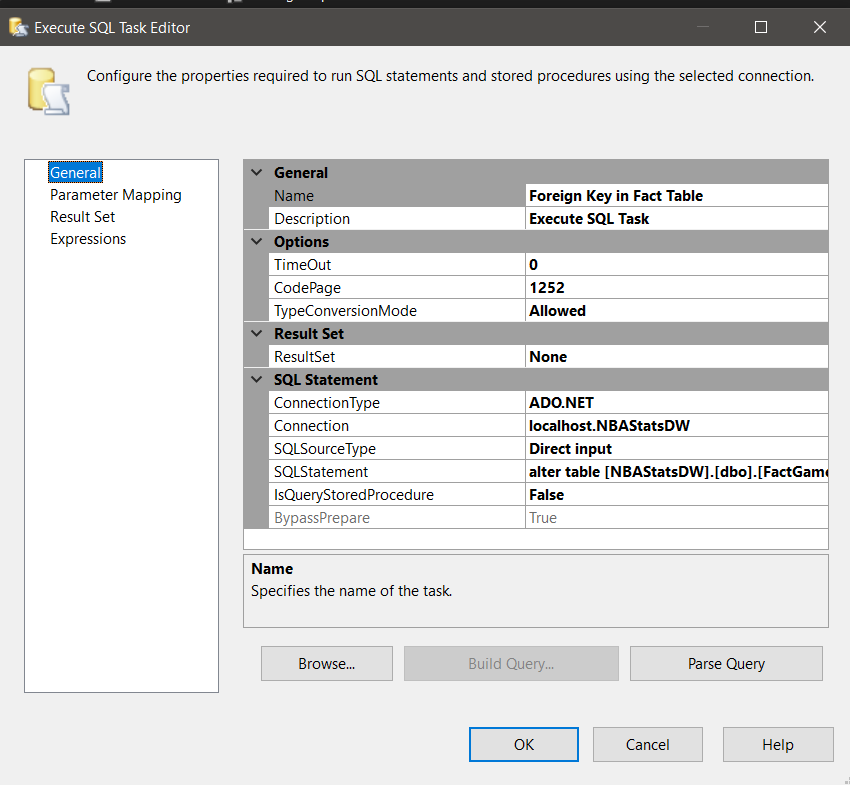 Execute SQL Task Editor
Configure the properties required to run SQL statements and stored procedures using the selected connection.
General
Parameter Mapping
Result Set
Expressions
General
Name Foreign Key in Fact Table
Description Execute SQL Task
Options
TimeOut 0
CodePage 1252
TypeConversionMode Allowed
Result Set
ResultSet None
SQL Statement
ConnectionType ADO.NET
Connection localhost.NBAStatsDW
SQLSourceType Direct input
SQLStatement alter table [NBAStatsDW].[dbo].[FactGame
IsQueryStoredProcedure False
BypassPrepare True
Name
Specifies the name of the task.
Browse... Build Query... Parse Query
OK Cancel Help